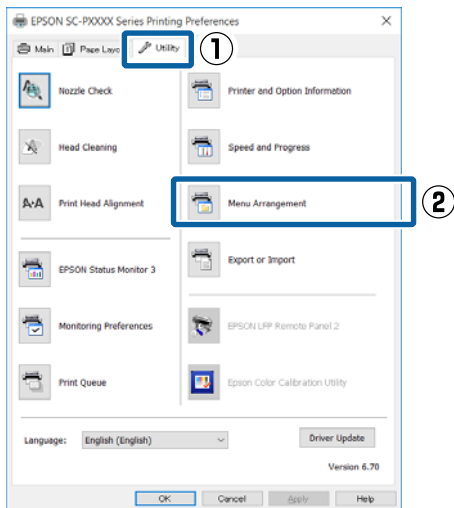 EPSON SC-PXXXX Series Printing Preferences
Main Page Layo Utility ①
Nozzle Check
Printer and Option Information
Head Cleaning
Speed and Progress
A·A Print Head Alignment
Menu Arrangement ②
EPSON Status Monitor 3
Export or Import
Monitoring Preferences
EPSON LFP Remote Panel 2
Print Queue
Epson Color Calibration Utility
Language: English (English)
Driver Update
Version 6.70
OK Cancel Apply Help